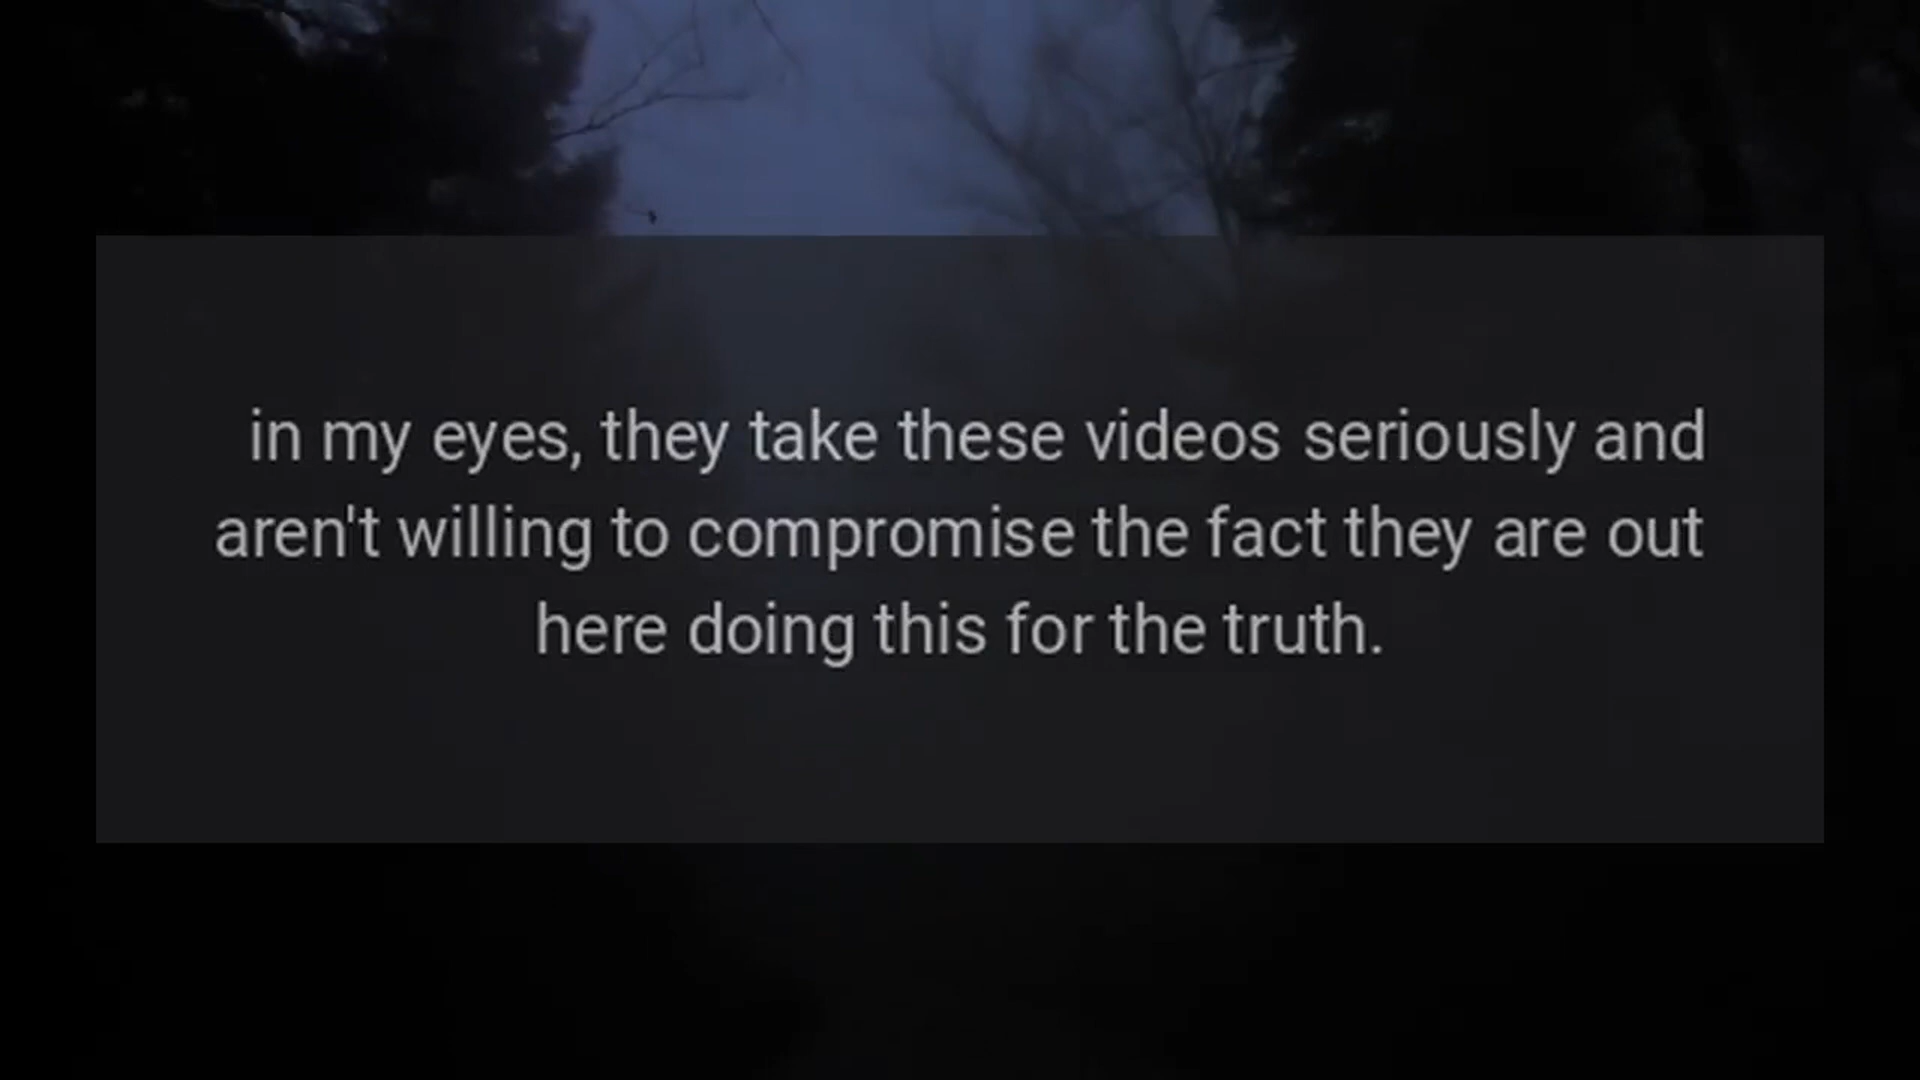 in my eyes, they take these videos seriously and
aren't willing to compromise the fact they are out
here doing this for the truth.